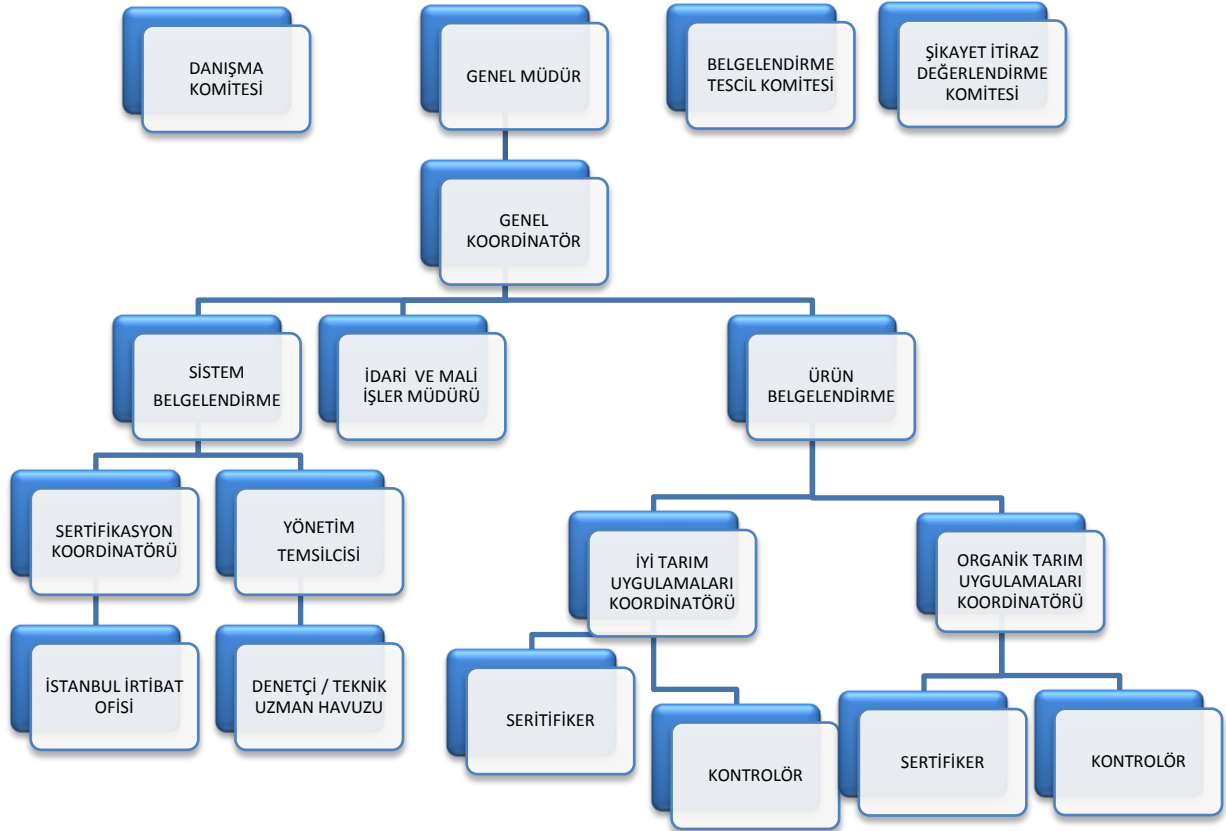 DANIŞMA
KOMİTESİ
GENEL MÜDÜR
BELGELENDİRME
TESCİL KOMİTESİ
ŞİKAYET İTİRAZ
DEĞERLENDİRME
KOMİTESİ
GENEL
KOORDİNATÖR
SİSTEM
BELGELENDİRME
İDARİ VE MALİ
İŞLER MÜDÜRÜ
ÜRÜN
BELGELENDİRME
SERTİFİKASYON
KOORDİNATÖRÜ
YÖNETİM
TEMSİLCİSİ
İYİ TARIM
UYGULAMALARI
KOORDİNATÖRÜ
ORGANİK TARIM
UYGULAMALARI
KOORDİNATÖRÜ
İSTANBUL İRTİBAT
OFİSİ
DENETÇİ / TEKNİK
UZMAN HAVUZU
SERİTİFİKER
KONTROLÖR
SERTİFİKER
KONTROLÖR